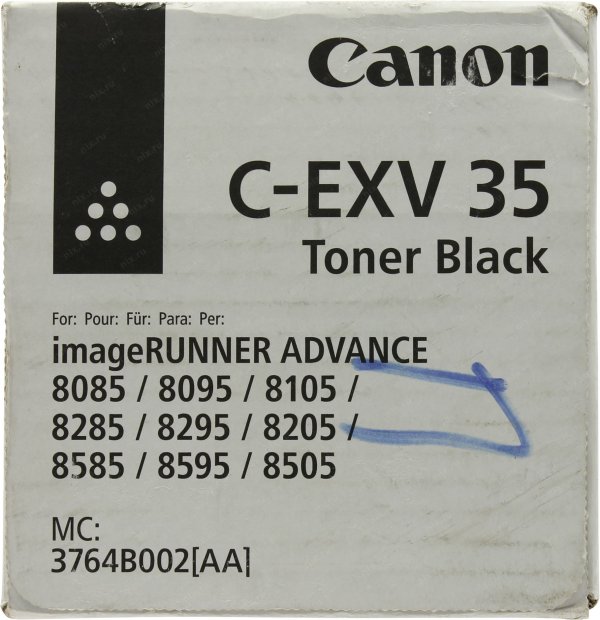 Canon
C-EXV 35
Toner Black
For: Pour: Für: Para: Per:
imageRUNNER ADVANCE
8085 / 8095 / 8105 /
8285 / 8295 / 8205 /
8585 / 8595 / 8505
MC:
3764B002[AA]